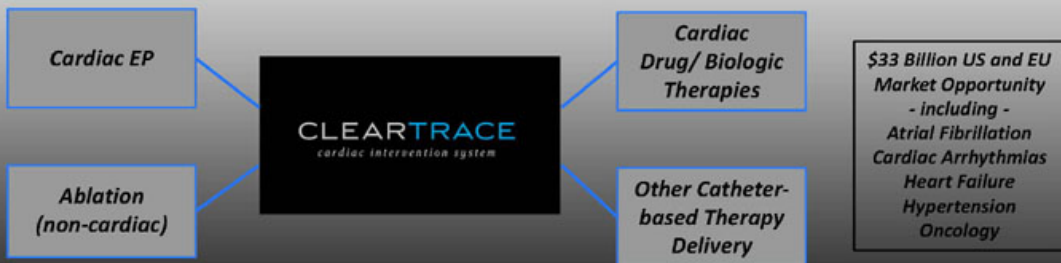 Cardiac EP
Ablation
(non-cardiac)
CLEARTRACE
cardiac intervention system
Cardiac
Drug/ Biologic
Therapies
Other Catheter-
based Therapy
Delivery
$33 Billion US and EU
Market Opportunity
- including -
Atrial Fibrillation
Cardiac Arrhythmias
Heart Failure
Hypertension
Oncology